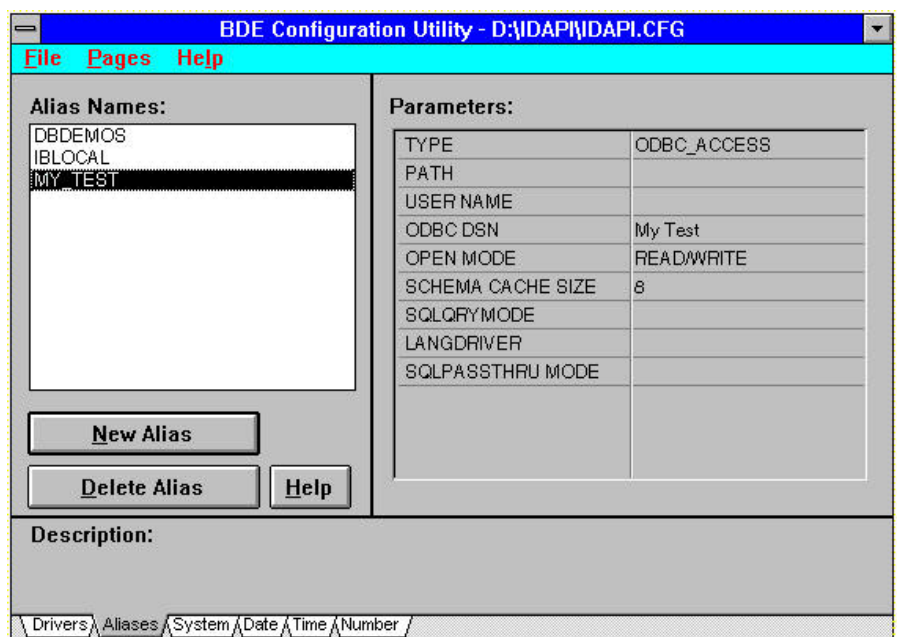 BDE Configuration Utility - D:\IDAPI\IDAPI.CFG
File Pages Help
Alias Names:
DBDEMOS
IBLOCAL
MY_TEST
New Alias
Delete Alias Help
Parameters:
TYPE ODBC_ACCESS
PATH
USER NAME
ODBC DSN My Test
OPEN MODE READ/WRITE
SCHEMA CACHE SIZE 8
SQLQRYMODE
LANGDRIVER
SQLPASSTHRU MODE
Description:
Drivers Aliases System Date Time Number